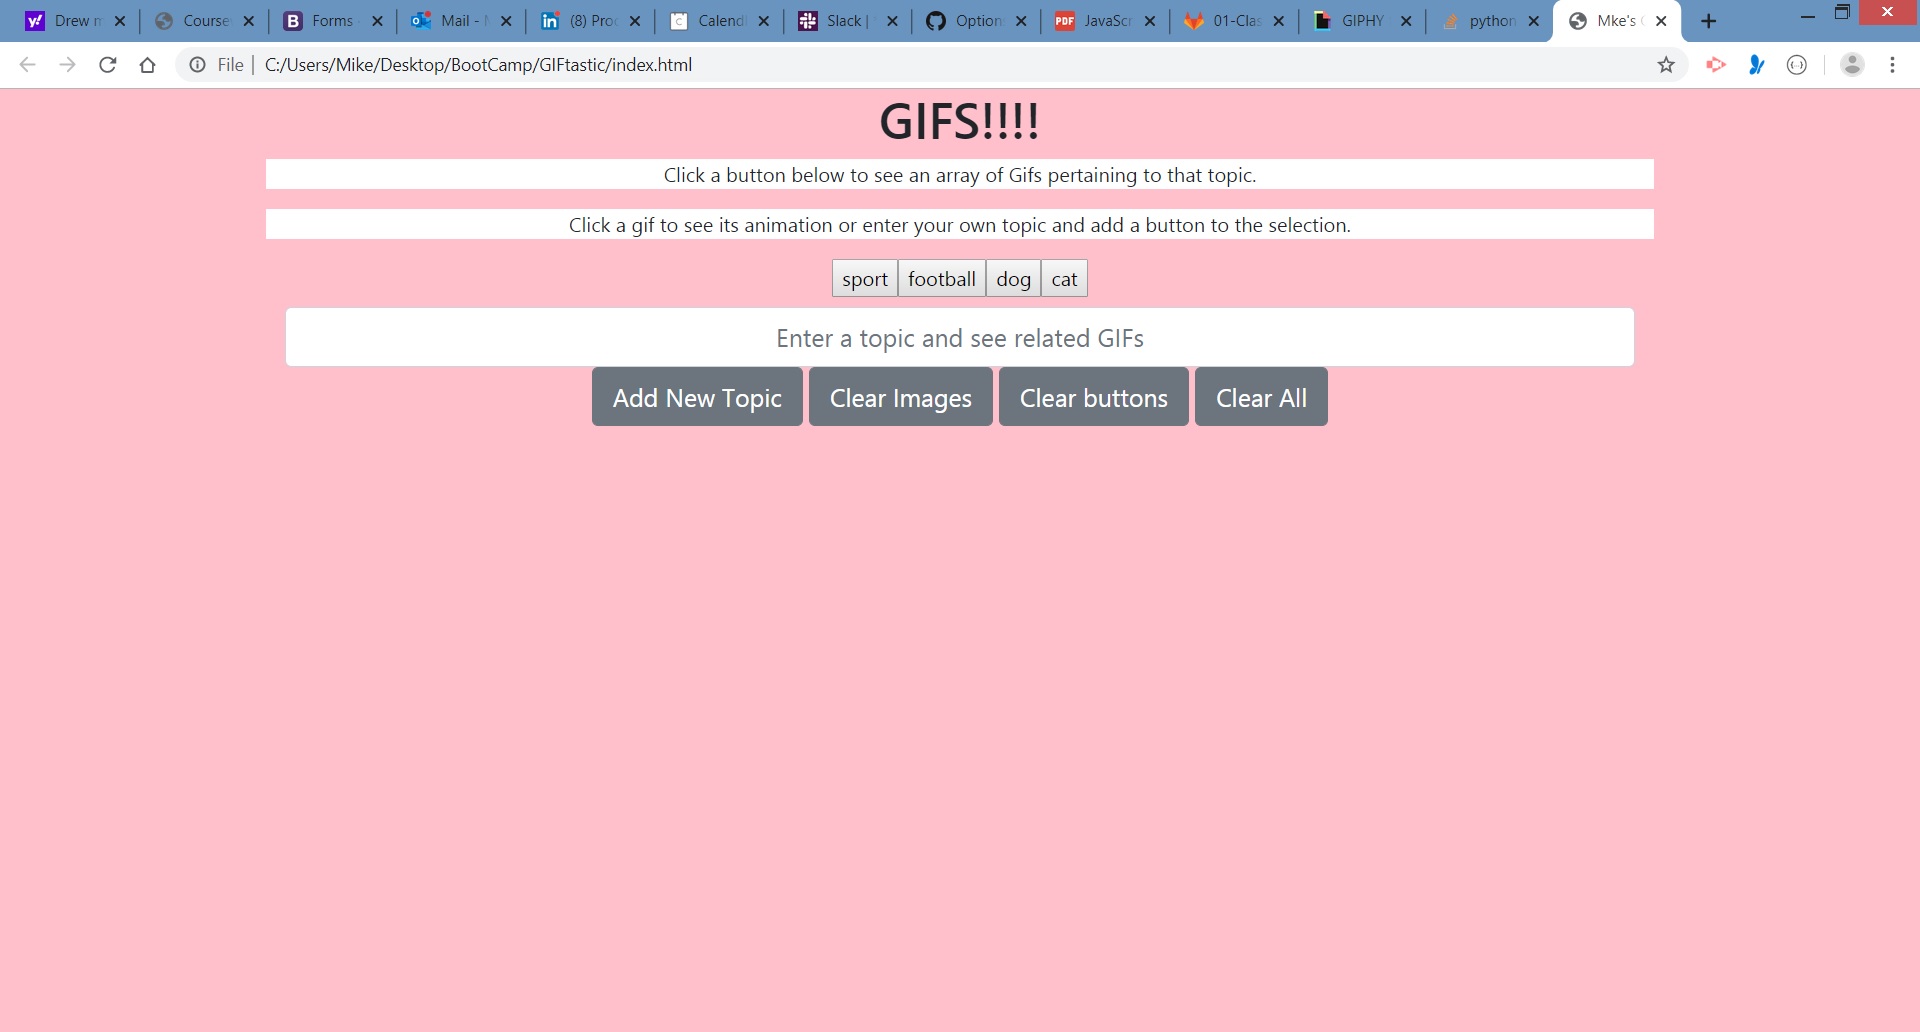 Drew m
Course
Forms
Mail -
(8) Pro
Calend
Slack |
Option
JavaScr
01-Clas
GIPHY
python
Mke's
File | C:/Users/Mike/Desktop/BootCamp/GIFtastic/index.html
GIFS!!!!
Click a button below to see an array of Gifs pertaining to that topic.
Click a gif to see its animation or enter your own topic and add a button to the selection.
sport football dog cat
Enter a topic and see related GIFs
Add New Topic Clear Images Clear buttons Clear All